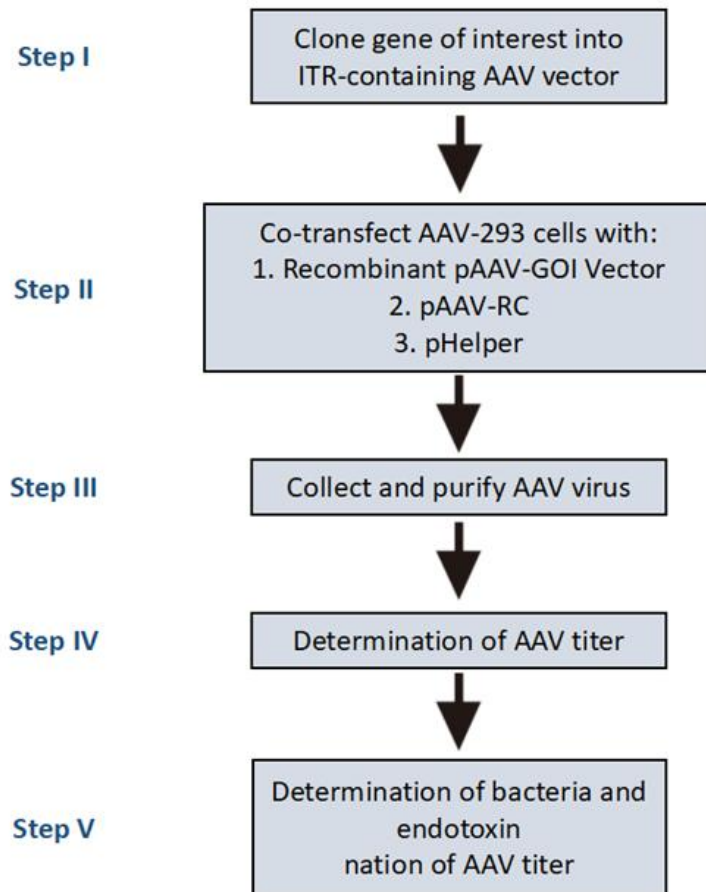 Step I
Clone gene of interest into
ITR-containing AAV vector
Step II
Co-transfect AAV-293 cells with:
1. Recombinant pAAV-GOI Vector
2. pAAV-RC
3. pHelper
Step III
Collect and purify AAV virus
Step IV
Determination of AAV titer
Step V
Determination of bacteria and
endotoxin
nation of AAV titer